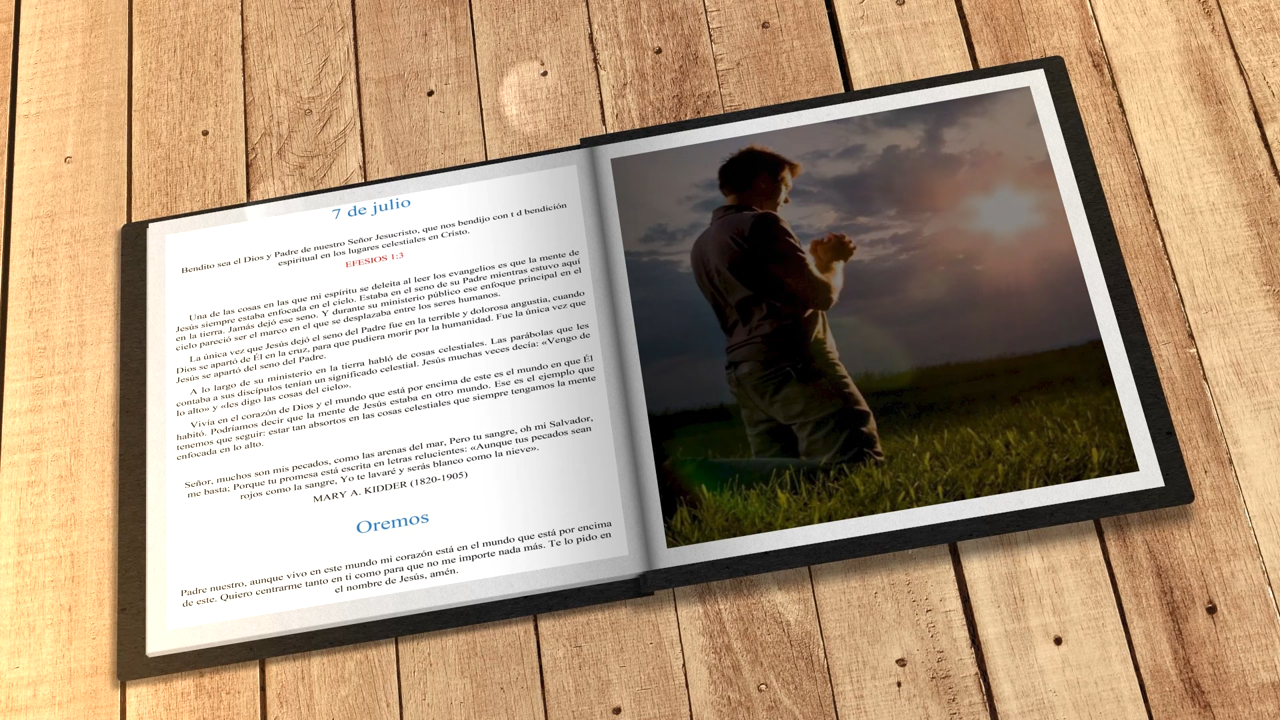 7 de julio
Bendito sea el Dios y Padre de nuestro Señor Jesucristo, que nos bendijo con t d bendición
espiritual en los lugares celestiales en Cristo.
EFESIOS 1:3
Una de las cosas en las que mi espíritu se deleita al leer los evangelios es que la mente de
Jesús siempre estaba enfocada en el cielo. Estaba en el seno de su Padre mientras estuvo aquí
en la tierra. Jamás dejó ese seno. Y durante su ministerio público ese enfoque principal en el
cielo pareció ser el marco en el que se desplazaba entre los seres humanos.
La única vez que Jesús dejó el seno del Padre fue en la terrible y dolorosa angustia, cuando
Dios se apartó de Él en la cruz, para que pudiera morir por la humanidad. Fue la única vez que
Jesús se apartó del seno del Padre.
A lo largo de su ministerio en la tierra habló de cosas celestiales. Las parábolas que les
contaba a sus discípulos tenían un significado celestial. Jesús muchas veces decía: «Vengo de
lo alto» y «les digo las cosas del cielo».
Vivía en el corazón de Dios y el mundo que está por encima de este es el mundo en que Él
habitó. Podríamos decir que la mente de Jesús estaba en otro mundo. Ese es el ejemplo que
tenemos que seguir: estar tan absortos en las cosas celestiales que siempre tengamos la mente
enfocada en lo alto.
Señor, muchos son mis pecados, como las arenas del mar, Pero tu sangre, oh mi Salvador,
me basta; Porque tu promesa está escrita en letras relucientes: «Aunque tus pecados sean
rojos como la sangre, Yo te lavaré y serás blanco como la nieve».
MARY A. KIDDER (1820-1905)
Oremos
Padre nuestro, aunque vivo en este mundo mi corazón está en el mundo que está por encima
de este. Quiero centrarme tanto en ti como para que no me importe nada más. Te lo pido en
el nombre de Jesús, amén.